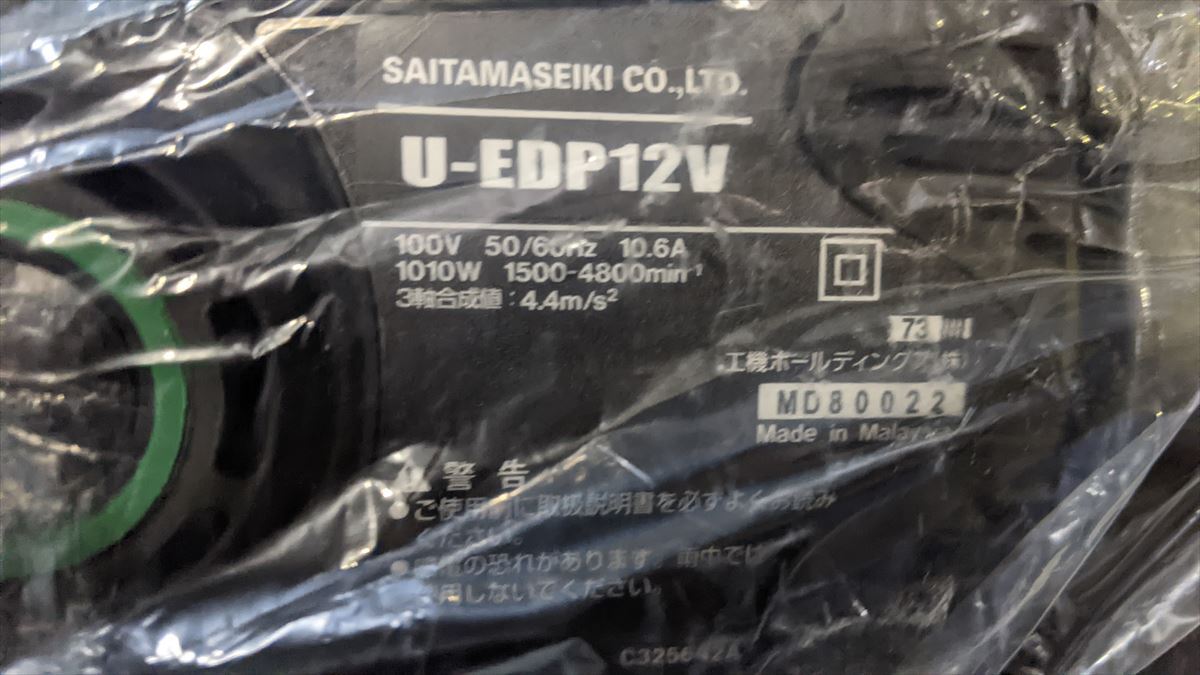 SAITAMASEIKI CO.,LTD.
U-EDP12V
100V 50/60Hz 10.6A
1010W 1500-4800min⁻¹
3軸合成値：4.4m/s²
73
工機ホールディングス(株)
MD80022
Made in Malaysia
警告
●ご使用前に取扱説明書を必ずよくお読み
ください。
の恐れがあります。雨中では
用しないでください。